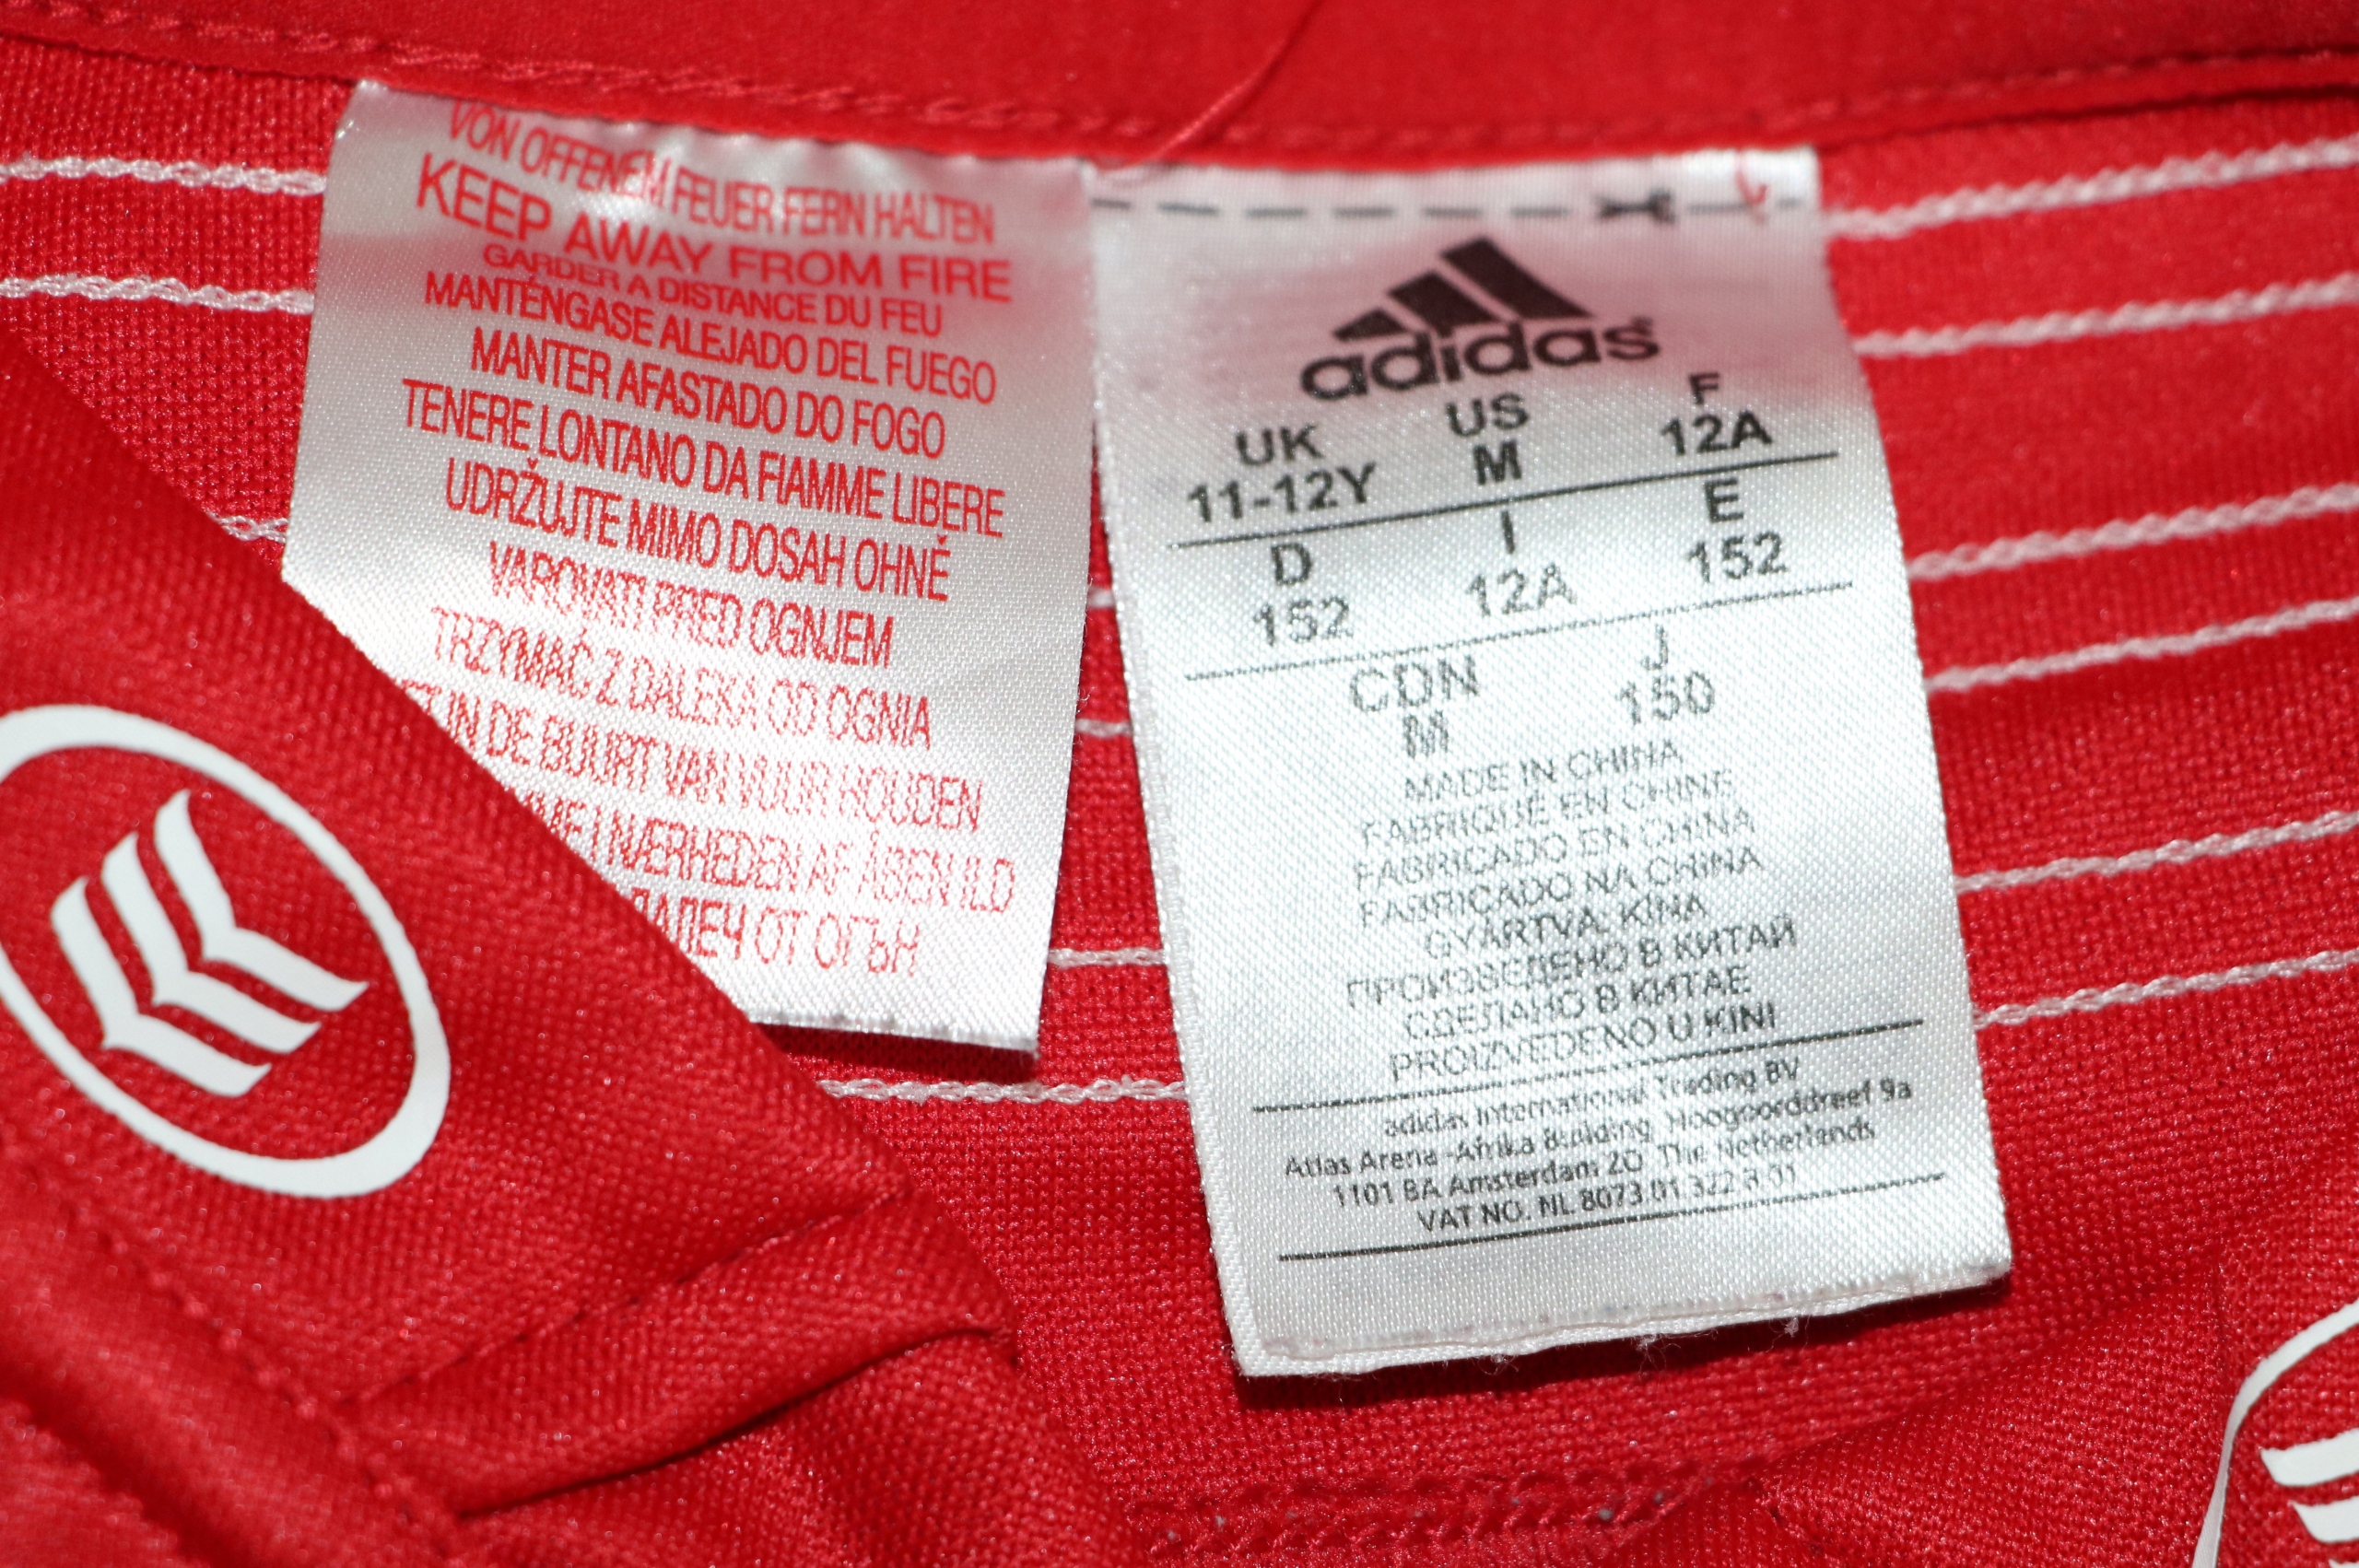 VON OFFENEM FEUER FERN HALTEN
KEEP AWAY FROM FIRE
GARDER A DISTANCE DU FEU
MANTÉNGASE ALEJADO DEL FUEGO
MANTER AFASTADO DO FOGO
TENERE LONTANO DA FIAMME LIBERE
UDRŽUJTE MIMO DOSAH OHNĚ
VAROVATI PRED OGNJEM
TRZYMAĆ Z DALEKA OD OGNIA
IN DE BUURT VAN VUUR HOUDEN
I NÆRHEDEN AF ÅBEN ILD
ДАЛЕЧ ОТ ОГЪН
adidas
UK US F
11-12Y M 12A
D I E
152 12A 152
CDN J
M 150
MADE IN CHINA
FABRIQUÉ EN CHINE
FABRICADO EN CHINA
FABRICADO NA CHINA
GYÁRTVA: KÍNA
ПРОИЗВЕДЕНО В КИТАЙ
СДЕЛАНО В КИТАЕ
PROIZVEDENO U KINI
adidas International Trading BV
Atlas Arena -Afrika Building, Hoogoorddreef 9a
1101 BA Amsterdam ZO The Netherlands
VAT NO. NL 8073.01.322.B.01